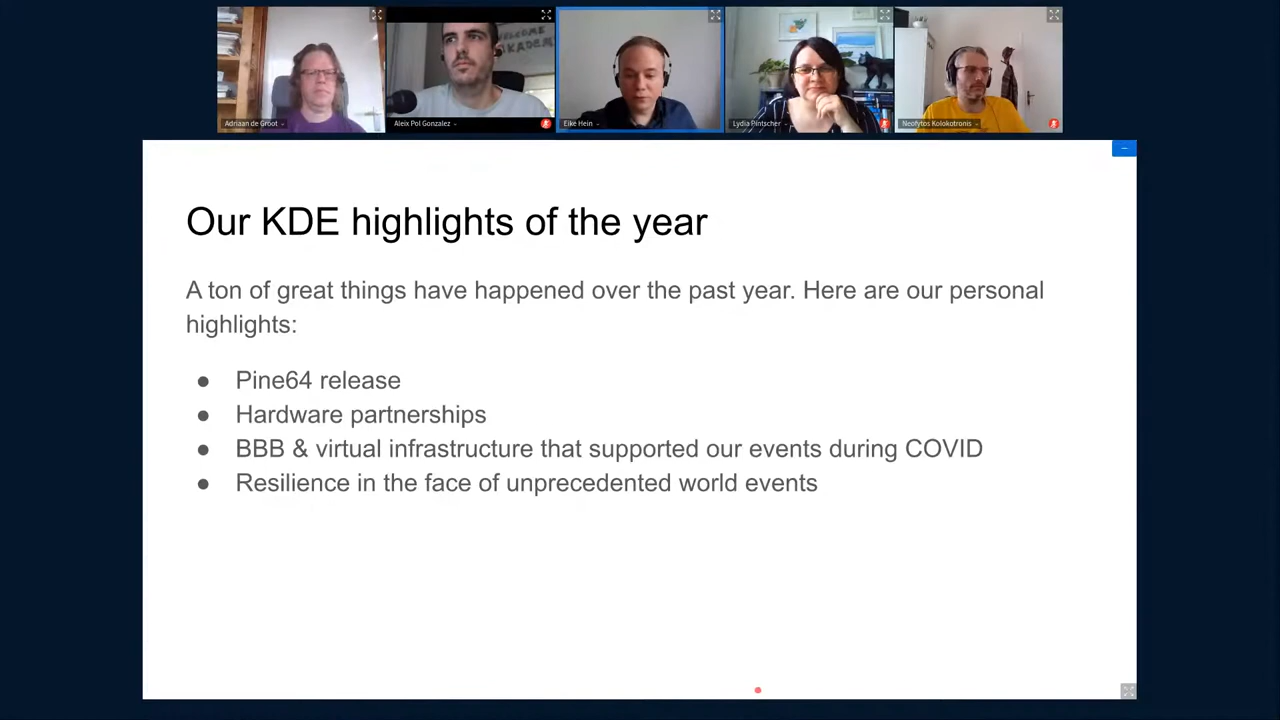 WELCOME
AKADEM
Adriaan de Groot
Aleix Pol Gonzalez
Eike Hein
Lydia Pintscher
Neofytos Kolokotronis
Our KDE highlights of the year
A ton of great things have happened over the past year. Here are our personal
highlights:
● Pine64 release
● Hardware partnerships
● BBB & virtual infrastructure that supported our events during COVID
● Resilience in the face of unprecedented world events